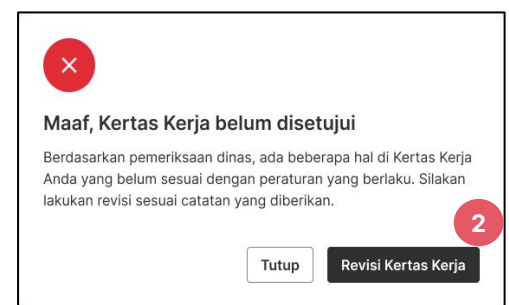 Maaf, Kertas Kerja belum disetujui
Berdasarkan pemeriksaan dinas, ada beberapa hal di Kertas Kerja
Anda yang belum sesuai dengan peraturan yang berlaku. Silakan
lakukan revisi sesuai catatan yang diberikan.
2
Tutup
Revisi Kertas Kerja